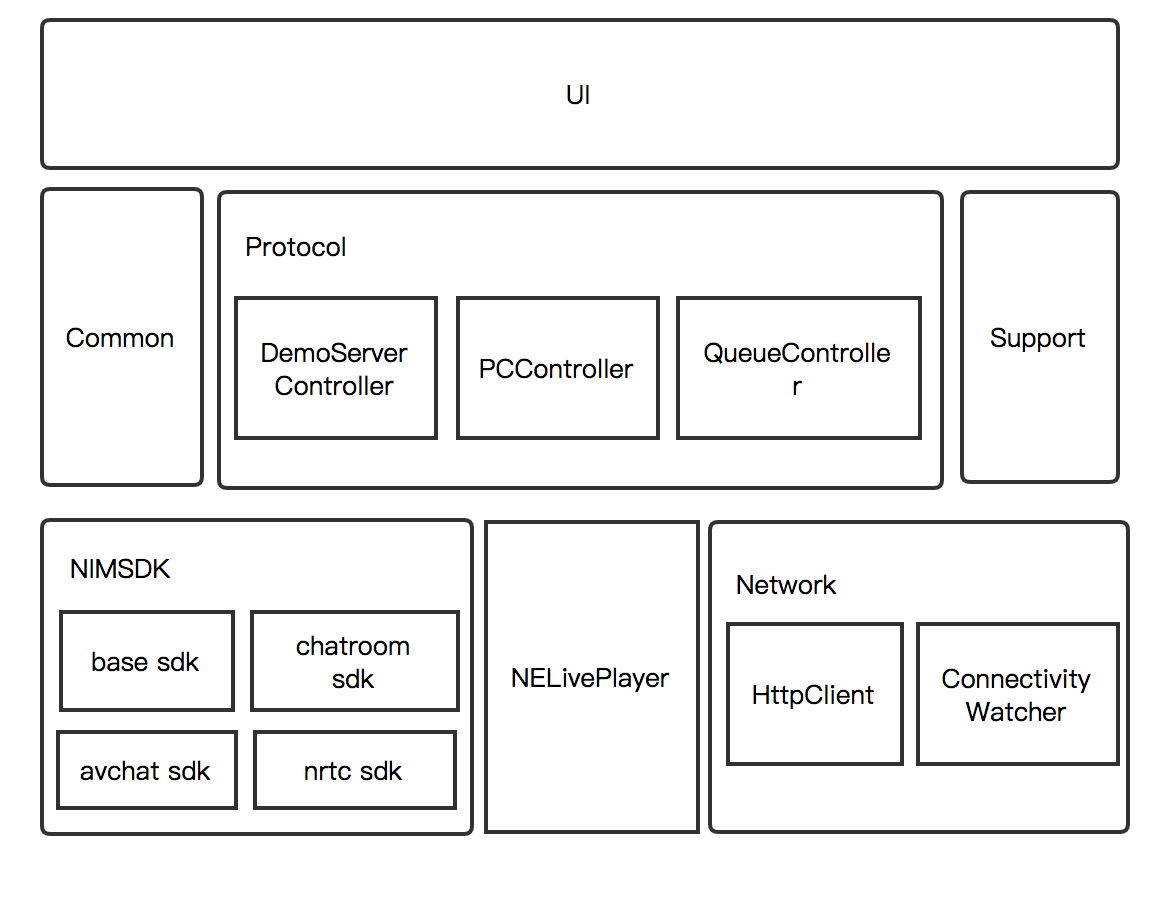 UI
Common
Protocol
DemoServer
Controller
PCController
QueueControlle
r
Support
NIMSDK
base sdk
chatroom
sdk
avchat sdk
nrtc sdk
NELivePlayer
Network
HttpClient
Connectivity
Watcher